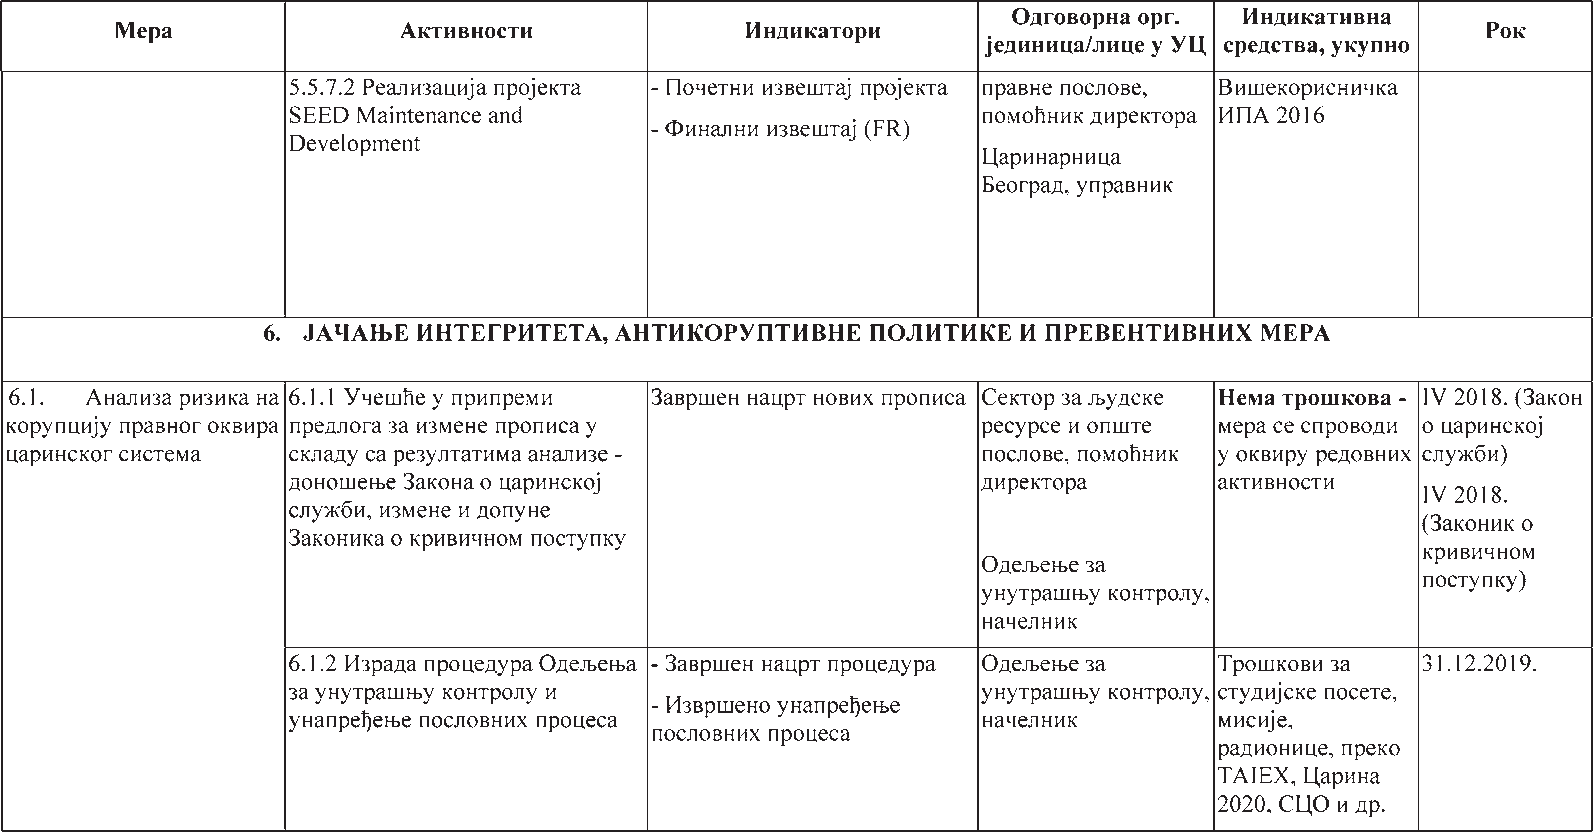 Мера
Активности
Индикатори
Одговорна орг.
јединица/лице у УЦ
Индикативна
средства, укупно
Рок
5.5.7.2 Реализација пројекта
SEED Maintenance and
Development
- Почетни извештај пројекта
- Финални извештај (FR)
правне послове,
помоћник директора
Царинарница
Београд, управник
Вишекорисничка
ИПА 2016
6. ЈАЧАЊЕ ИНТЕГРИТЕТА, АНТИКОРУПТИВНЕ ПОЛИТИКЕ И ПРЕВЕНТИВНИХ МЕРА
6.1. Анализа ризика на
корупцију правног оквира
царинског система
6.1.1 Учешће у припреми
предлога за измене прописа у
складу са резултатима анализе -
доношење Закона о царинској
служби, измене и допуне
Законика о кривичном поступку
Завршен нацрт нових прописа
Сектор за људске
ресурсе и опште
послове, помоћник
директора
Одељење за
унутрашњу контролу,
начелник
Нема трошкова -
мера се спроводи
у оквиру редовних
активности
IV 2018. (Закон
о царинској
служби)
IV 2018.
(Законик о
кривичном
поступку)
6.1.2 Израда процедура Одељења
за унутрашњу контролу и
унапређење пословних процеса
- Завршен нацрт процедура
- Извршено унапређење
пословних процеса
Одељење за
унутрашњу контролу,
начелник
Трошкови за
студијске посете,
мисије,
радионице, преко
TAIEX, Царина
2020, СЦО и др.
31.12.2019.